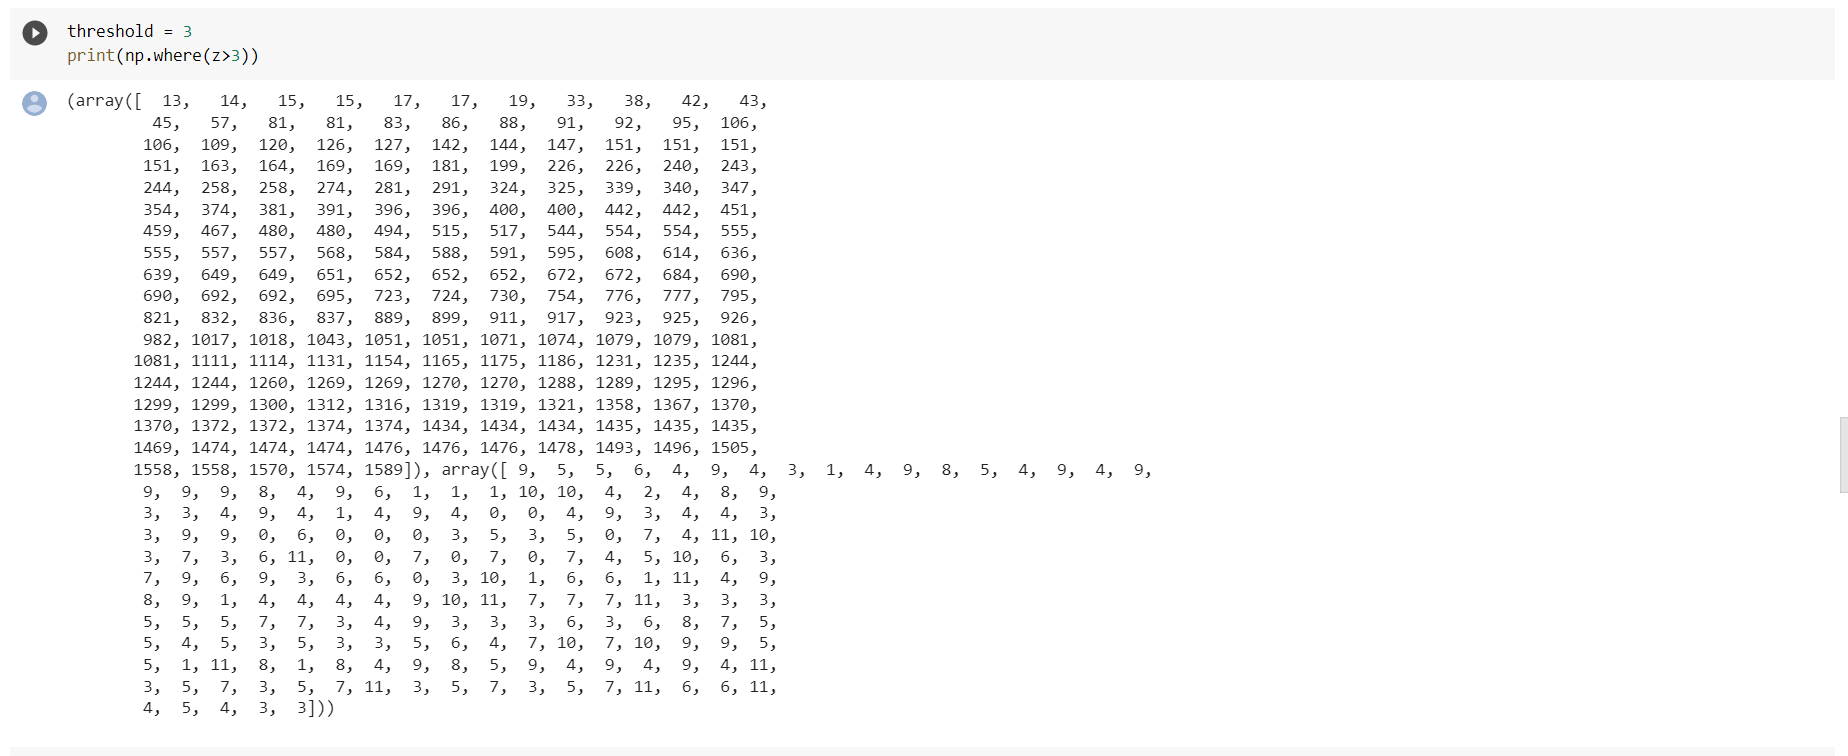 threshold = 3
print(np.where(z>3))
(array([  13,   14,   15,   15,   17,   17,   19,   33,   38,   42,   43,
45,   57,   81,   81,   83,   86,   88,   91,   92,   95,  106,
106,  109,  120,  126,  127,  142,  144,  147,  151,  151,  151,
151,  163,  164,  169,  169,  181,  199,  226,  226,  240,  243,
244,  258,  258,  274,  281,  291,  324,  325,  339,  340,  347,
354,  374,  381,  391,  396,  396,  400,  400,  442,  442,  451,
459,  467,  480,  480,  494,  515,  517,  544,  554,  554,  555,
555,  557,  557,  568,  584,  588,  591,  595,  608,  614,  636,
639,  649,  649,  651,  652,  652,  652,  672,  672,  684,  690,
690,  692,  692,  695,  723,  724,  730,  754,  776,  777,  795,
821,  832,  836,  837,  889,  899,  911,  917,  923,  925,  926,
982, 1017, 1018, 1043, 1051, 1051, 1071, 1074, 1079, 1079, 1081,
1081, 1111, 1114, 1131, 1154, 1165, 1175, 1186, 1231, 1235, 1244,
1244, 1244, 1260, 1269, 1269, 1270, 1270, 1288, 1289, 1295, 1296,
1299, 1299, 1300, 1312, 1316, 1319, 1319, 1321, 1358, 1367, 1370,
1370, 1372, 1372, 1374, 1374, 1434, 1434, 1434, 1435, 1435, 1435,
1469, 1474, 1474, 1474, 1476, 1476, 1476, 1478, 1493, 1496, 1505,
1558, 1558, 1570, 1574, 1589]), array([ 9,  5,  5,  6,  4,  9,  4,  3,  1,  4,  9,  8,  5,  4,  9,  4,  9,
9,  9,  9,  8,  4,  9,  6,  1,  1,  1, 10, 10,  4,  2,  4,  8,  9,
3,  3,  4,  9,  4,  1,  4,  9,  4,  0,  0,  4,  9,  3,  4,  4,  3,
3,  9,  9,  0,  6,  0,  0,  0,  3,  5,  3,  5,  0,  7,  4, 11, 10,
3,  7,  3,  6, 11,  0,  0,  7,  0,  7,  0,  7,  4,  5, 10,  6,  3,
7,  9,  6,  9,  3,  6,  6,  0,  3, 10,  1,  6,  6,  1, 11,  4,  9,
8,  9,  1,  4,  4,  4,  4,  9, 10, 11,  7,  7,  7, 11,  3,  3,  3,
5,  5,  5,  7,  7,  3,  4,  9,  3,  3,  3,  6,  3,  6,  8,  7,  5,
5,  4,  5,  3,  5,  3,  3,  5,  6,  4,  7, 10,  7, 10,  9,  9,  5,
5,  1, 11,  8,  1,  8,  4,  9,  8,  5,  9,  4,  9,  4,  9,  4, 11,
3,  5,  7,  3,  5,  7, 11,  3,  5,  7,  3,  5,  7, 11,  6,  6, 11,
4,  5,  4,  3,  3]))